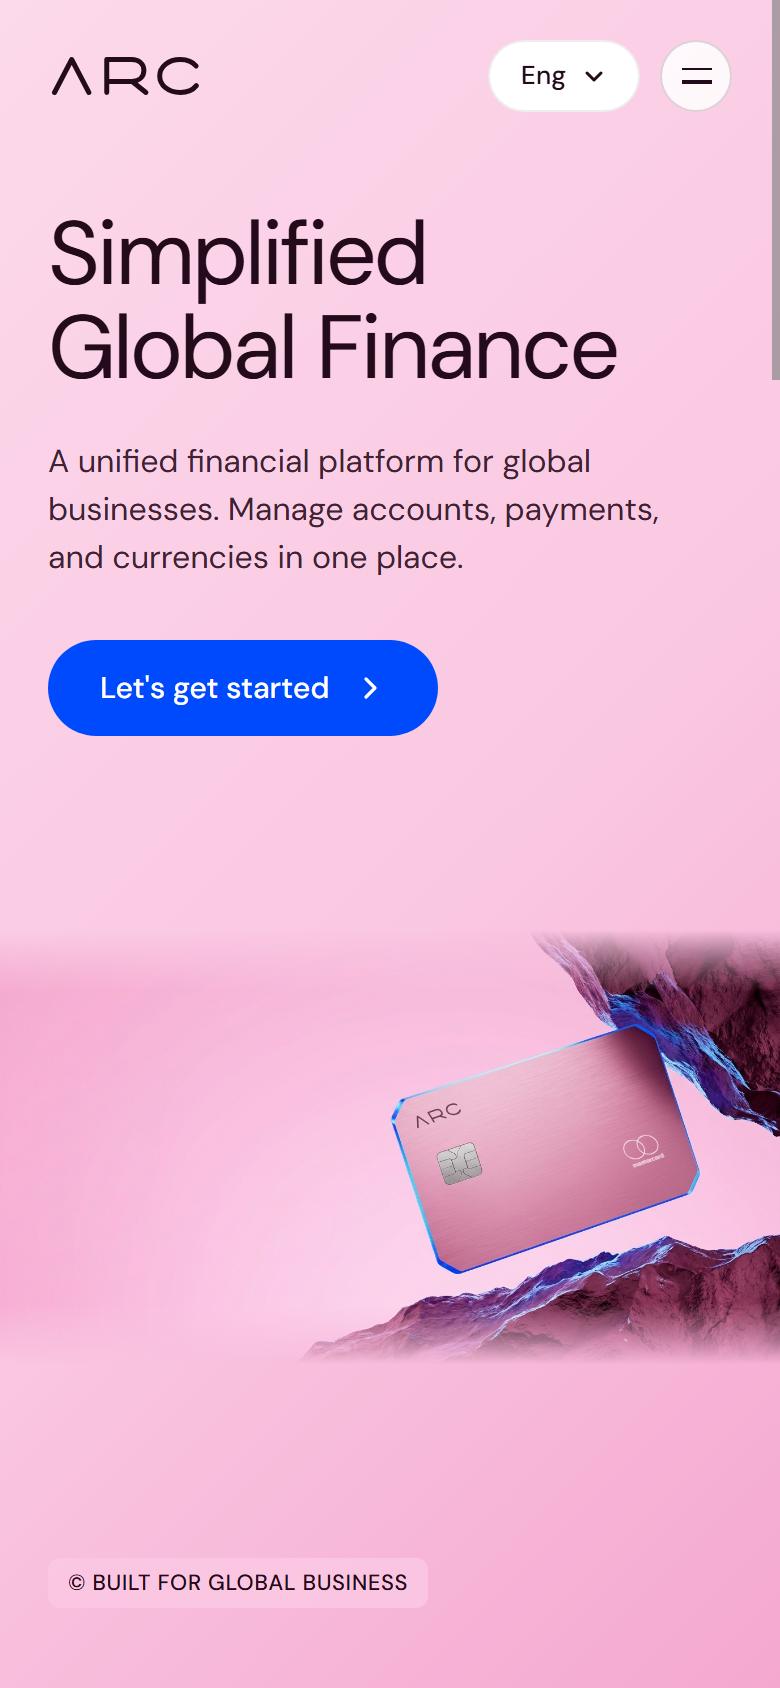 ARC
Eng
Simplified
Global Finance
A unified financial platform for global
businesses. Manage accounts, payments,
and currencies in one place.
Let's get started
ARC
mastercard
© BUILT FOR GLOBAL BUSINESS